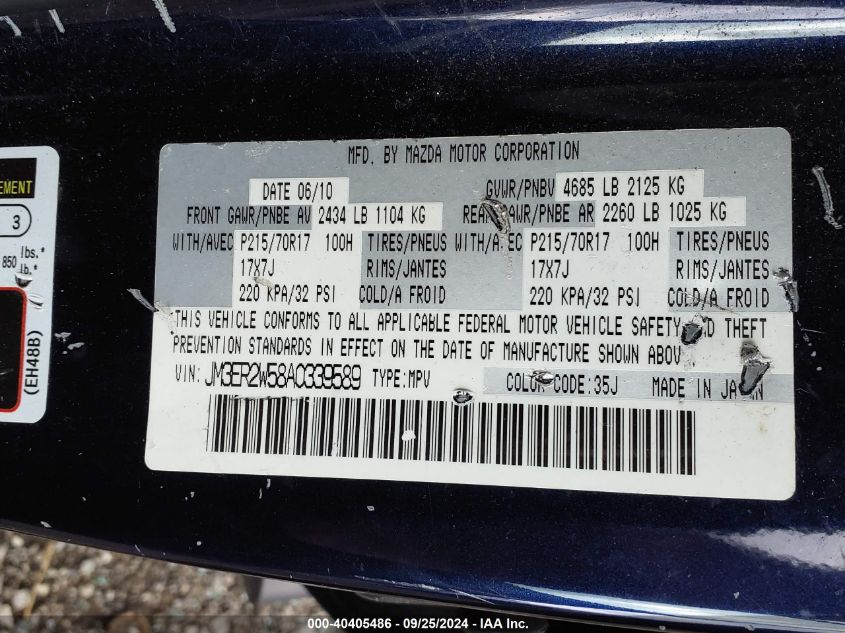 EMENT
3
850 lbs.*
lb.*
(EH48B)
MFD. BY MAZDA MOTOR CORPORATION
DATE 06/10 GVWR/PNBV 4685 LB 2125 KG
FRONT GAWR/PNBE AV 2434 LB 1104 KG REAR GAWR/PNBE AR 2260 LB 1025 KG
WITH/AVEC P215/70R17 100H TIRES/PNEUS WITH/AVEC P215/70R17 100H TIRES/PNEUS
17X7J RIMS/JANTES 17X7J RIMS/JANTES
220 KPA/32 PSI COLD/A FROID 220 KPA/32 PSI COLD/A FROID
THIS VEHICLE CONFORMS TO ALL APPLICABLE FEDERAL MOTOR VEHICLE SAFETY AND THEFT
PREVENTION STANDARDS IN EFFECT ON THE DATE OF MANUFACTURE SHOWN ABOV
VIN: JM3ER2W58A0339589 TYPE:MPV COLOR CODE:35J MADE IN JAPAN
000-40405486 - 09/25/2024 - IAA Inc.